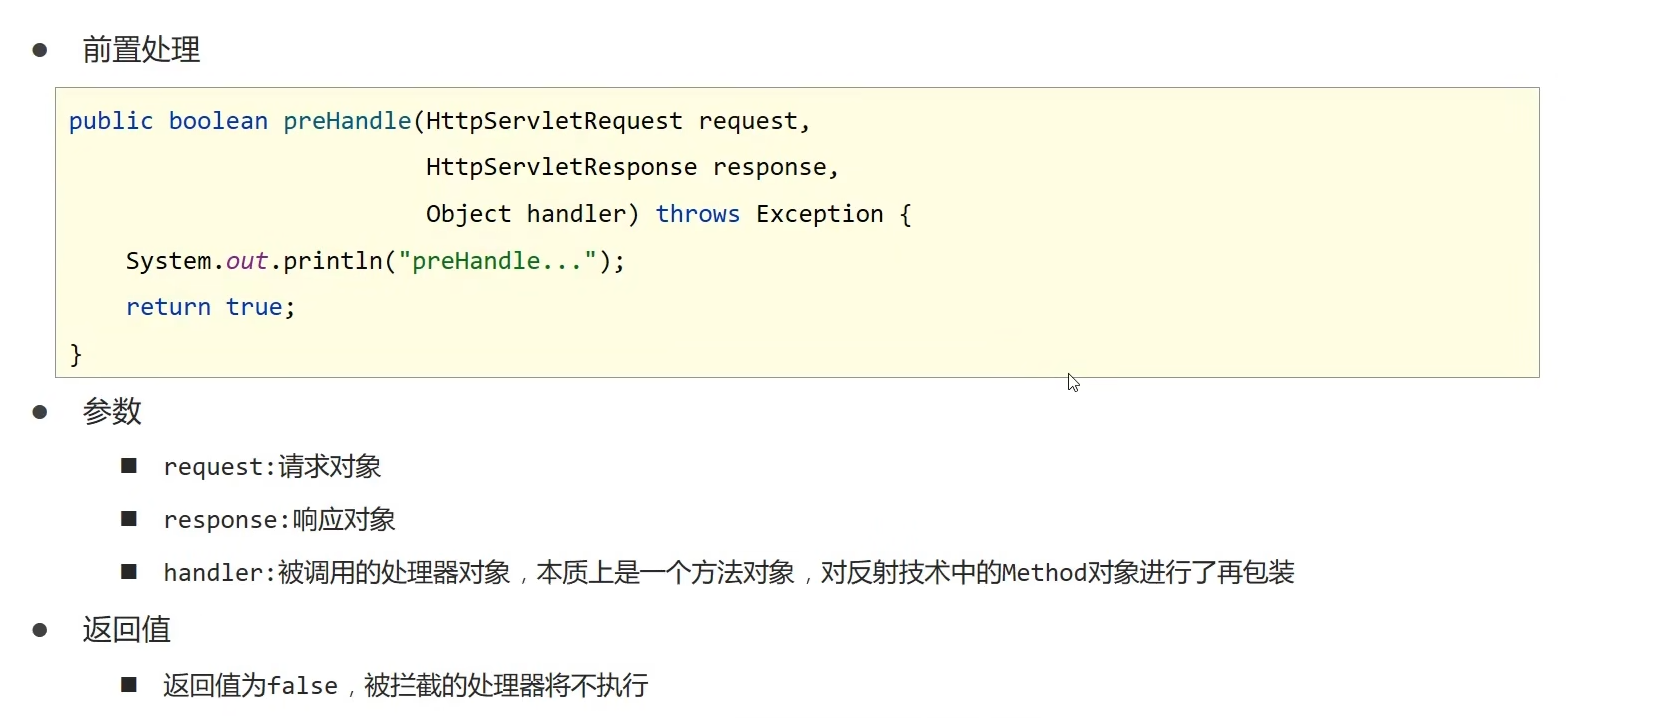 ● 前置处理
public boolean preHandle(HttpServletRequest request,
HttpServletResponse response,
Object handler) throws Exception {
System.out.println("preHandle...");
return true;
}
● 参数
■ request:请求对象
■ response:响应对象
■ handler:被调用的处理器对象，本质上是一个方法对象，对反射技术中的Method对象进行了再包装
● 返回值
■ 返回值为false，被拦截的处理器将不执行